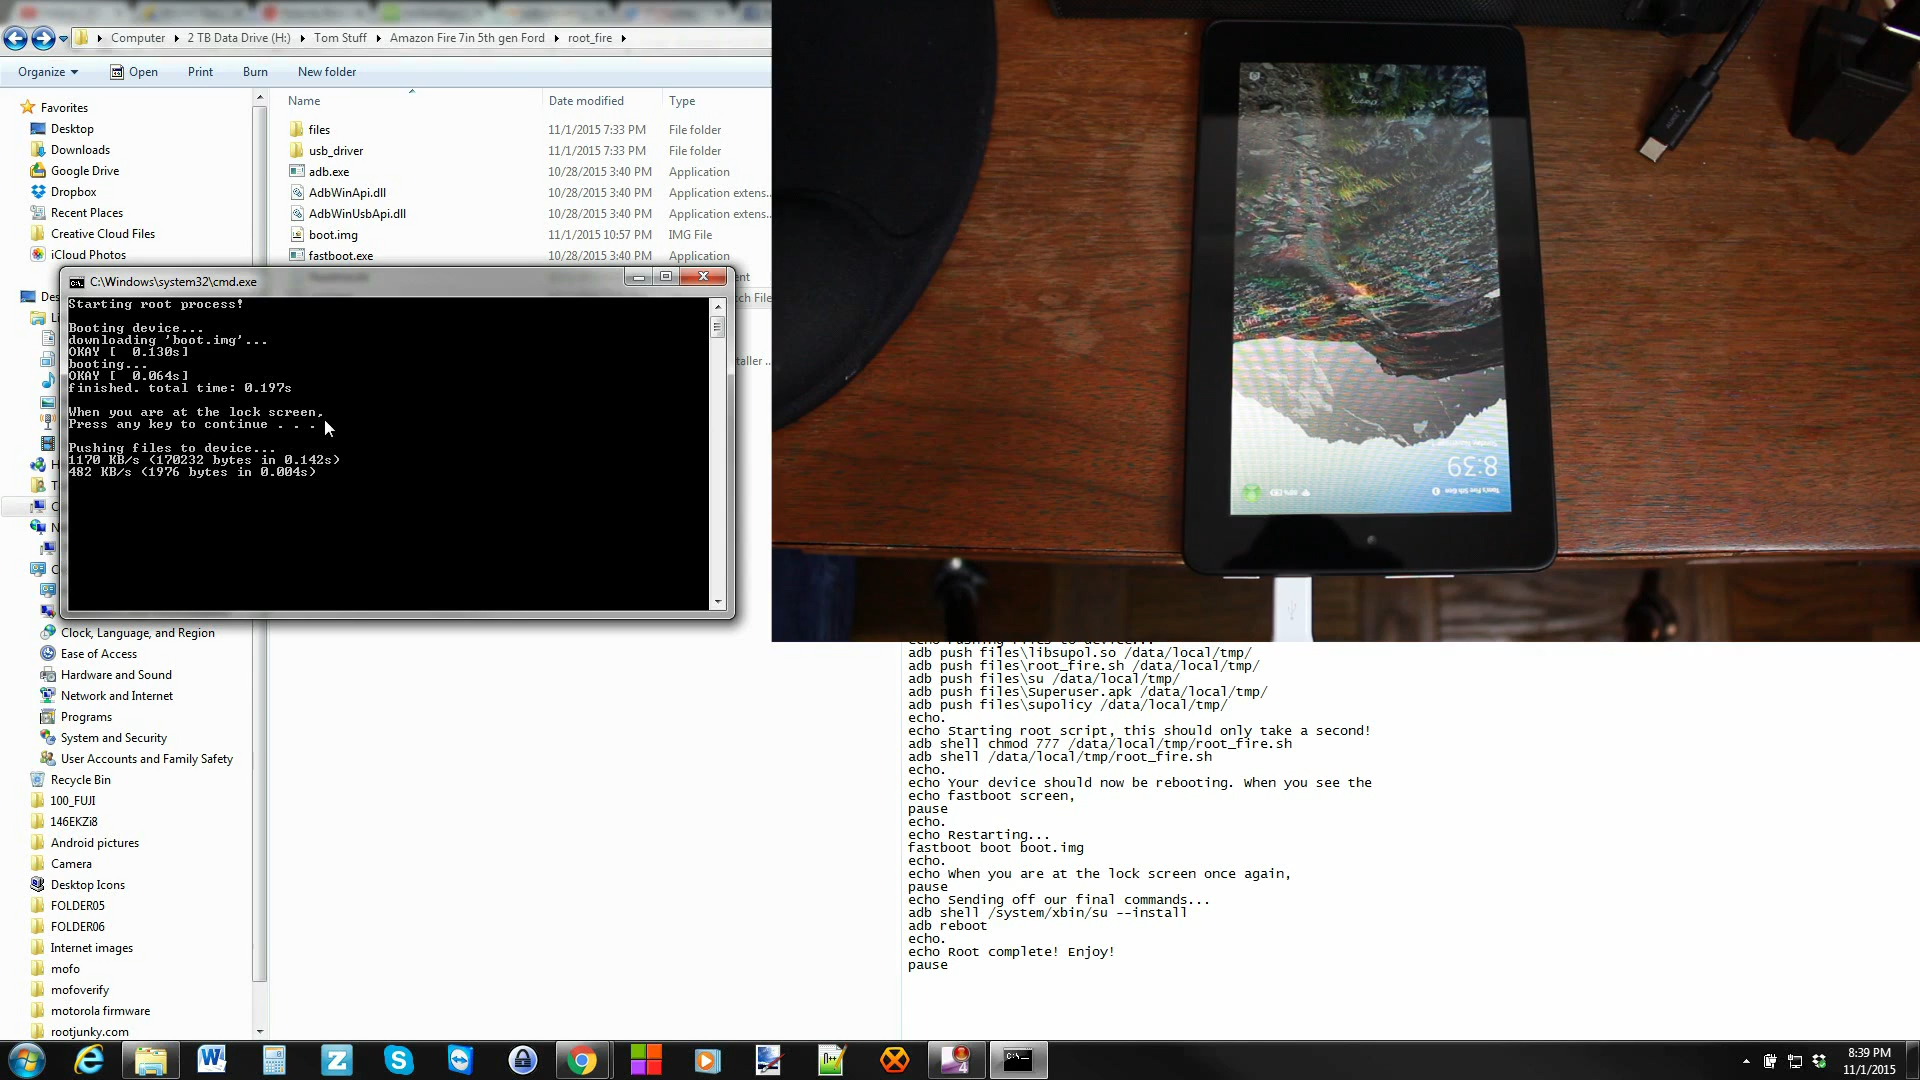 Computer ▸ 2 TB Data Drive (H:) ▸ Tom Stuff ▸ Amazon Fire 7in 5th gen Ford ▸ root_fire ▸
Organize Open Print Burn New folder
Name Date modified Type
Favorites
Desktop
Downloads
Google Drive
Dropbox
Recent Places
Creative Cloud Files
iCloud Photos
files 11/1/2015 7:33 PM File folder
usb_driver 11/1/2015 7:33 PM File folder
adb.exe 10/28/2015 3:40 PM Application
AdbWinApi.dll 10/28/2015 3:40 PM Application extens...
AdbWinUsbApi.dll 10/28/2015 3:40 PM Application extens...
boot.img 11/1/2015 10:57 PM IMG File
fastboot.exe 10/28/2015 3:40 PM Application
C:\Windows\system32\cmd.exe
Starting root process!
Booting device...
downloading 'boot.img'...
OKAY [ 0.130s]
booting...
OKAY [ 0.064s]
finished. total time: 0.197s
When you are at the lock screen,
Press any key to continue . . .
Pushing files to device...
1170 KB/s (170232 bytes in 0.142s)
482 KB/s (1976 bytes in 0.004s)
Clock, Language, and Region
Ease of Access
Hardware and Sound
Network and Internet
Programs
System and Security
User Accounts and Family Safety
Recycle Bin
100_FUJI
146EKZi8
Android pictures
Camera
Desktop Icons
FOLDER05
FOLDER06
Internet images
mofo
mofoverify
motorola firmware
rootjunky.com
8:39
echo Pushing files to device...
adb push files\libsupol.so /data/local/tmp/
adb push files\root_fire.sh /data/local/tmp/
adb push files\su /data/local/tmp/
adb push files\Superuser.apk /data/local/tmp/
adb push files\supolicy /data/local/tmp/
echo.
echo Starting root script, this should only take a second!
adb shell chmod 777 /data/local/tmp/root_fire.sh
adb shell /data/local/tmp/root_fire.sh
echo.
echo Your device should now be rebooting. When you see the
echo fastboot screen,
pause
echo.
echo Restarting...
fastboot boot boot.img
echo.
echo When you are at the lock screen once again,
pause
echo Sending off our final commands...
adb shell /system/xbin/su --install
adb reboot
echo.
echo Root complete! Enjoy!
pause
8:39 PM
11/1/2015